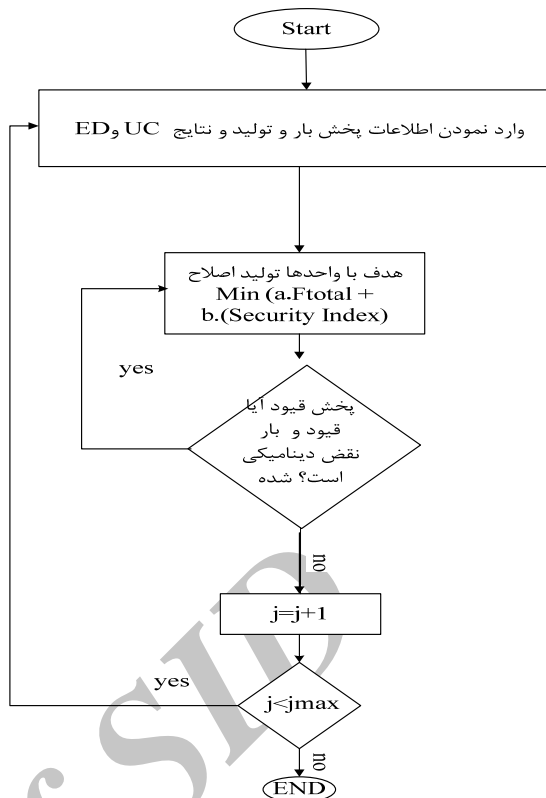 Start
وارد نمودن اطلاعات پخش بار و تولید و نتایج UC وED
هدف با واحدها تولید اصلاح
Min (a.Ftotal +
b.(Security Index)
yes
پخش قیود آیا
قیود و بار
نقض دینامیکی
است؟ شده
no
j=j+1
yes
j<jmax
no
END
f SID